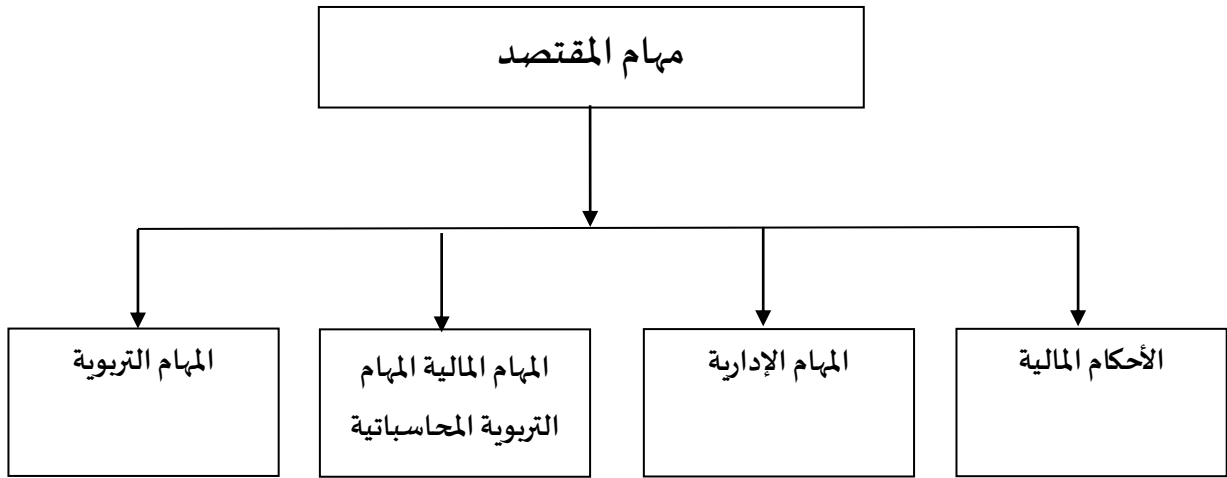 مهام المقتصد
الأحكام المالية
المهام الإدارية
المهام المالية المهام
التربوية المحاسباتية
المهام التربوية